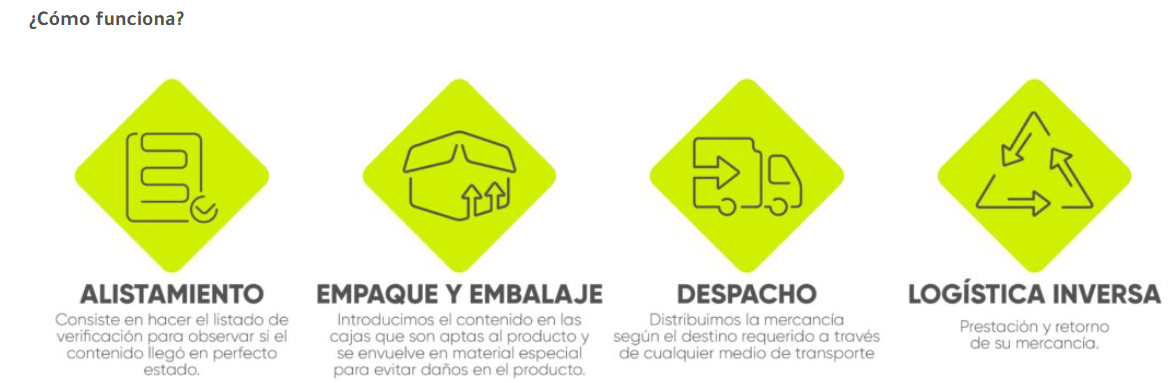 ¿Cómo funciona?
ALISTAMIENTO
Consiste en hacer el listado de
verificación para observar si el
contenido llegó en perfecto
estado.
EMPAQUE Y EMBALAJE
Introducimos el contenido en las
cajas que son aptas al producto y
se envuelve en material especial
para evitar daños en el producto.
DESPACHO
Distribuimos la mercancía
según el destino requerido a través
de cualquier medio de transporte
LOGÍSTICA INVERSA
Prestación y retorno
de su mercancía.